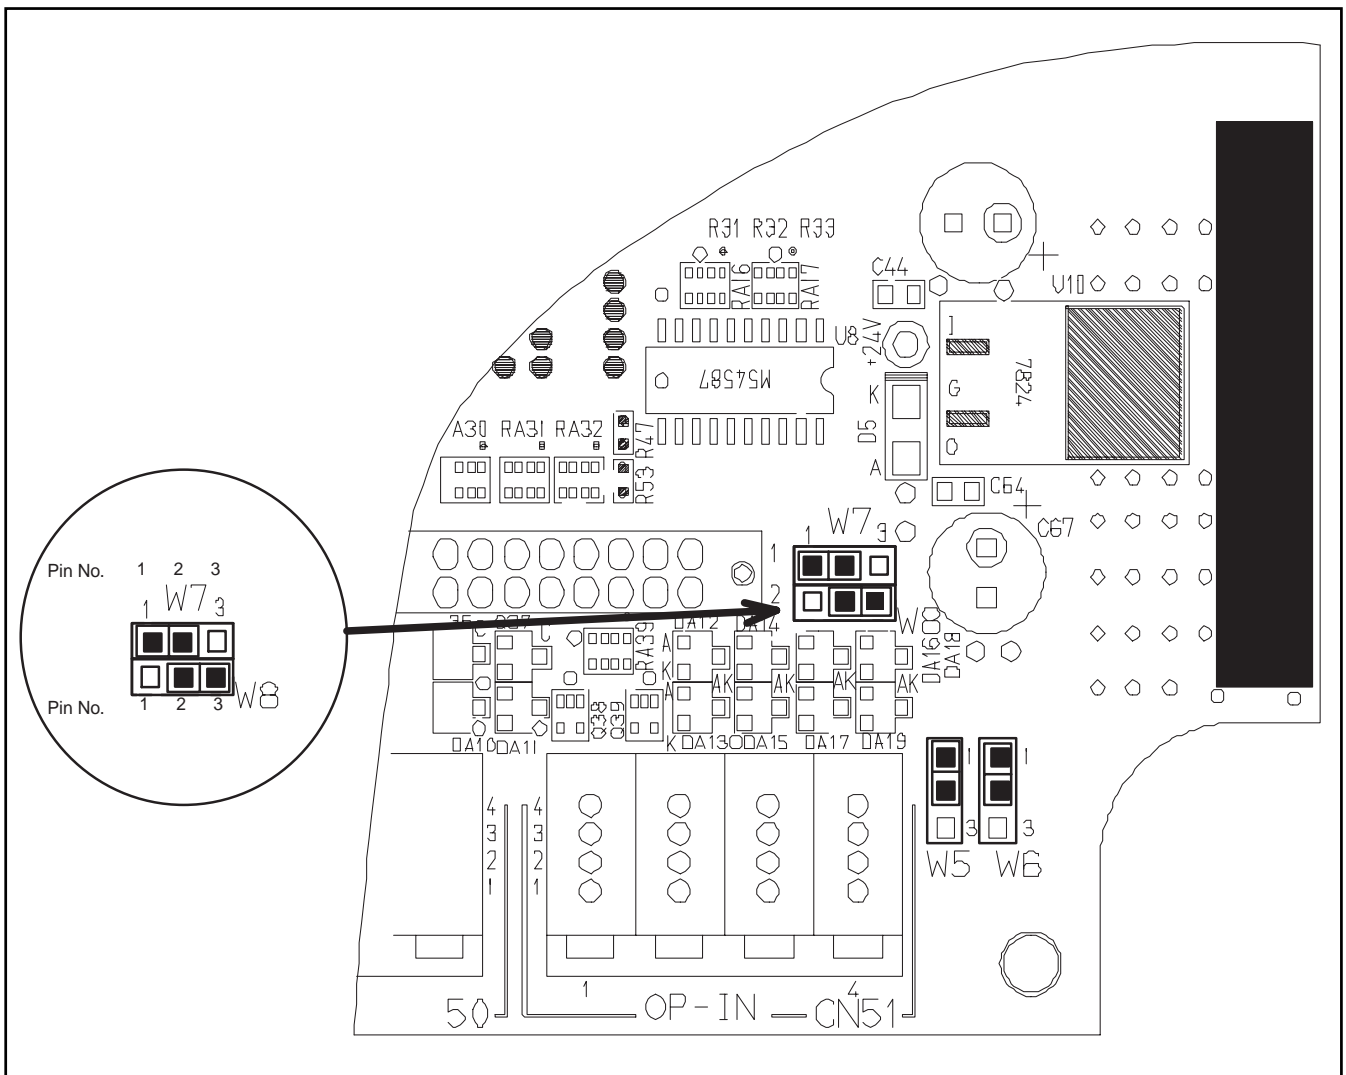 R31 R32 R33
C44
RA16
RA17
V10
U8
+24V
M54587
]
7824
K
G
D5
A30 RA31 RA32
R47
A
O
R53
C64
W7
C67
1 3
1
2
Pin No. 1 2 3
W7
1 3
W8
Pin No. 1 2 3
35
Q37
RA39
DA12 DA14
W8
DA16
DA18
A
K
A
AK AK AK AK
Q38
Q39
DA10 DA11
K DA13 DA15 DA17 DA19
1 1
4 4
3 3
2 2
1 1
3 3
W5 W6
1 4
50 OP-IN CN51